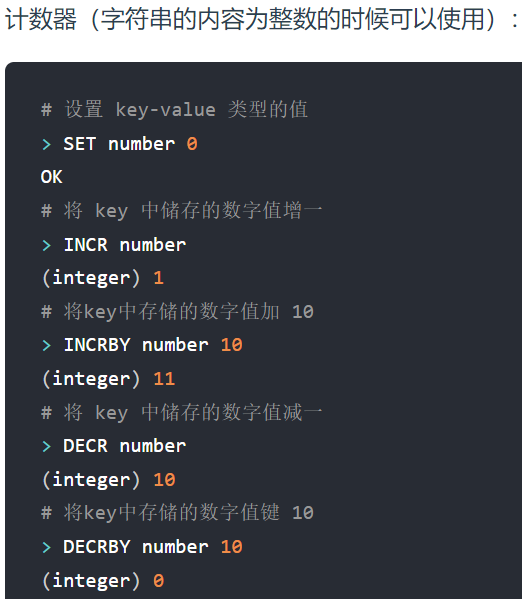 计数器（字符串的内容为整数的时候可以使用）：
# 设置 key-value 类型的值
> SET number 0
OK
# 将 key 中储存的数字值增一
> INCR number
(integer) 1
# 将key中存储的数字值加 10
> INCRBY number 10
(integer) 11
# 将 key 中储存的数字值减一
> DECR number
(integer) 10
# 将key中存储的数字值键 10
> DECRBY number 10
(integer) 0